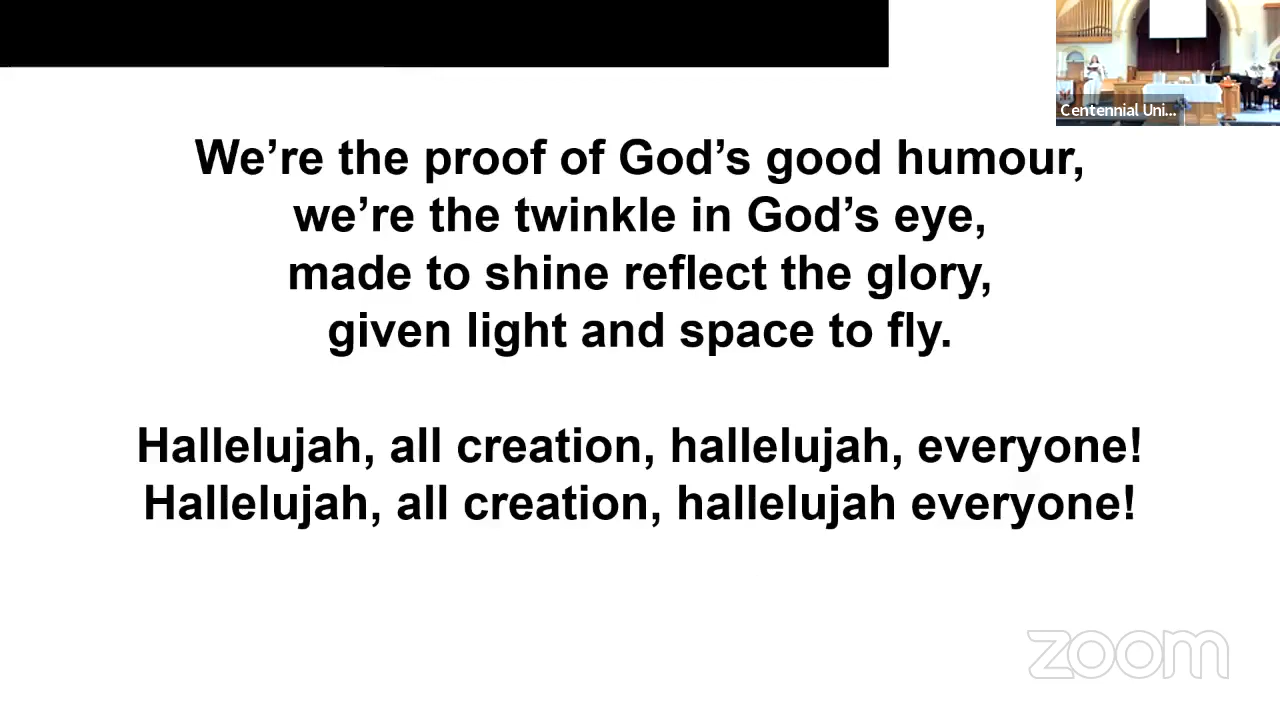 Centennial Uni...
We’re the proof of God’s good humour,
we’re the twinkle in God’s eye,
made to shine reflect the glory,
given light and space to fly.
Hallelujah, all creation, hallelujah, everyone!
Hallelujah, all creation, hallelujah everyone!
zoom